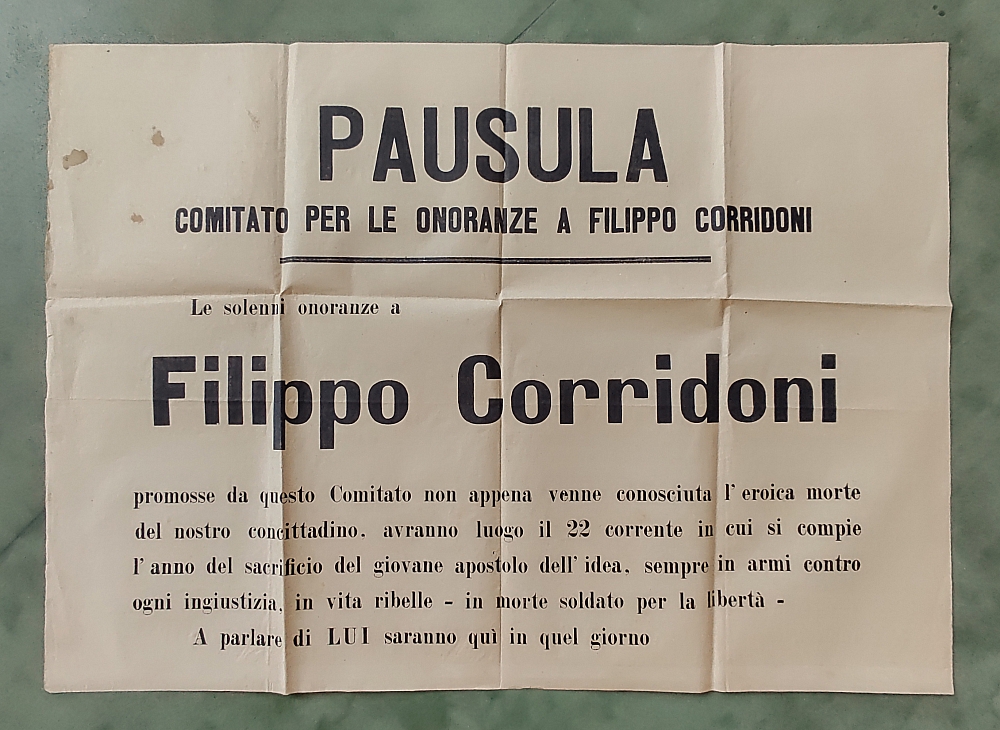 PAUSULA
COMITATO PER LE ONORANZE A FILIPPO CORRIDONI
Le solenni onoranze a
Filippo Corridoni
promosse da questo Comitato non appena venne conosciuta l'eroica morte
del nostro concittadino, avranno luogo il 22 corrente in cui si compie
l'anno del sacrificio del giovane apostolo dell'idea, sempre in armi contro
ogni ingiustizia, in vita ribelle - in morte soldato per la libertà -
A parlare di LUI saranno quì in quel giorno